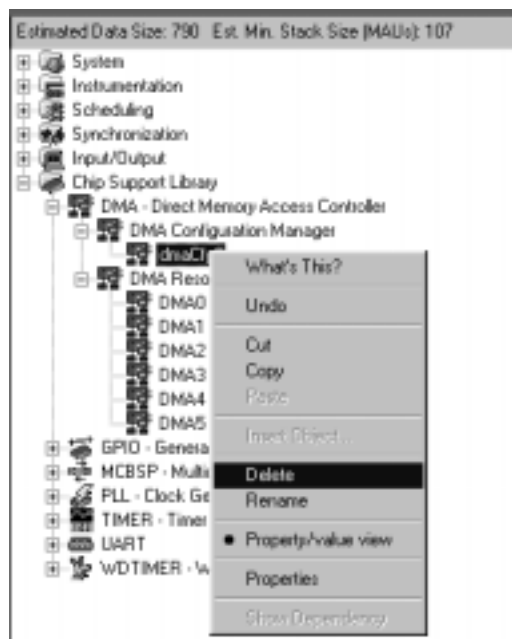 Estimated Data Size: 790 Est. Min. Stack Size (MAUs): 107
System
Instrumentation
Scheduling
Synchronization
Input/Output
Chip Support Library
DMA - Direct Memory Access Controller
DMA Configuration Manager
dmaCf
DMA Reso
DMA0
DMA1
DMA2
DMA3
DMA4
DMA5
GPIO - Genera
MCBSP - Multi
PLL - Clock Ge
TIMER - Timer
UART
WDTIMER - W
What's This?
Undo
Cut
Copy
Paste
Insert Object...
Delete
Rename
Property/value view
Properties
Show Dependency